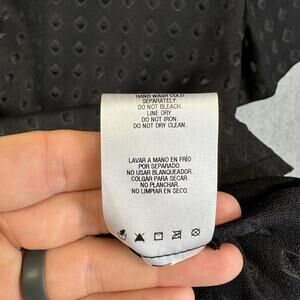 HAND WASH COLD
SEPARATELY.
DO NOT BLEACH.
LINE DRY
DO NOT IRON
DO NOT DRY CLEAN.
LAVAR A MANO EN FRÍO
POR SEPARADO.
NO USAR BLANQUEADOR.
COLGAR PARA SECAR.
NO PLANCHAR.
NO LIMPIAR EN SECO.